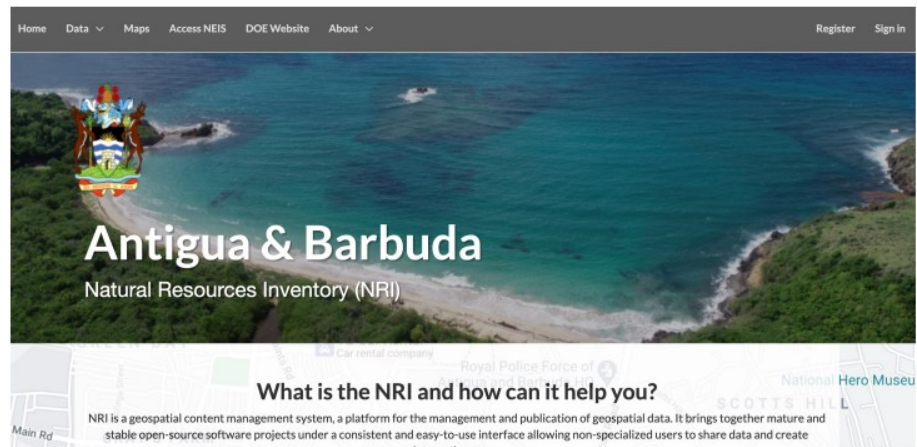 Home Data Maps Access NEIS DOE Website About Register Sign in
Antigua & Barbuda
Natural Resources Inventory (NRI)
Car rental company
Royal Police Force of
Antigua and Barbuda HQ
What is the NRI and how can it help you?
National Hero Museu
SCOTTS HILL
NRI is a geospatial content management system, a platform for the management and publication of geospatial data. It brings together mature and
Main Rd
stable open-source software projects under a consistent and easy-to-use interface allowing non-specialized users to share data and create